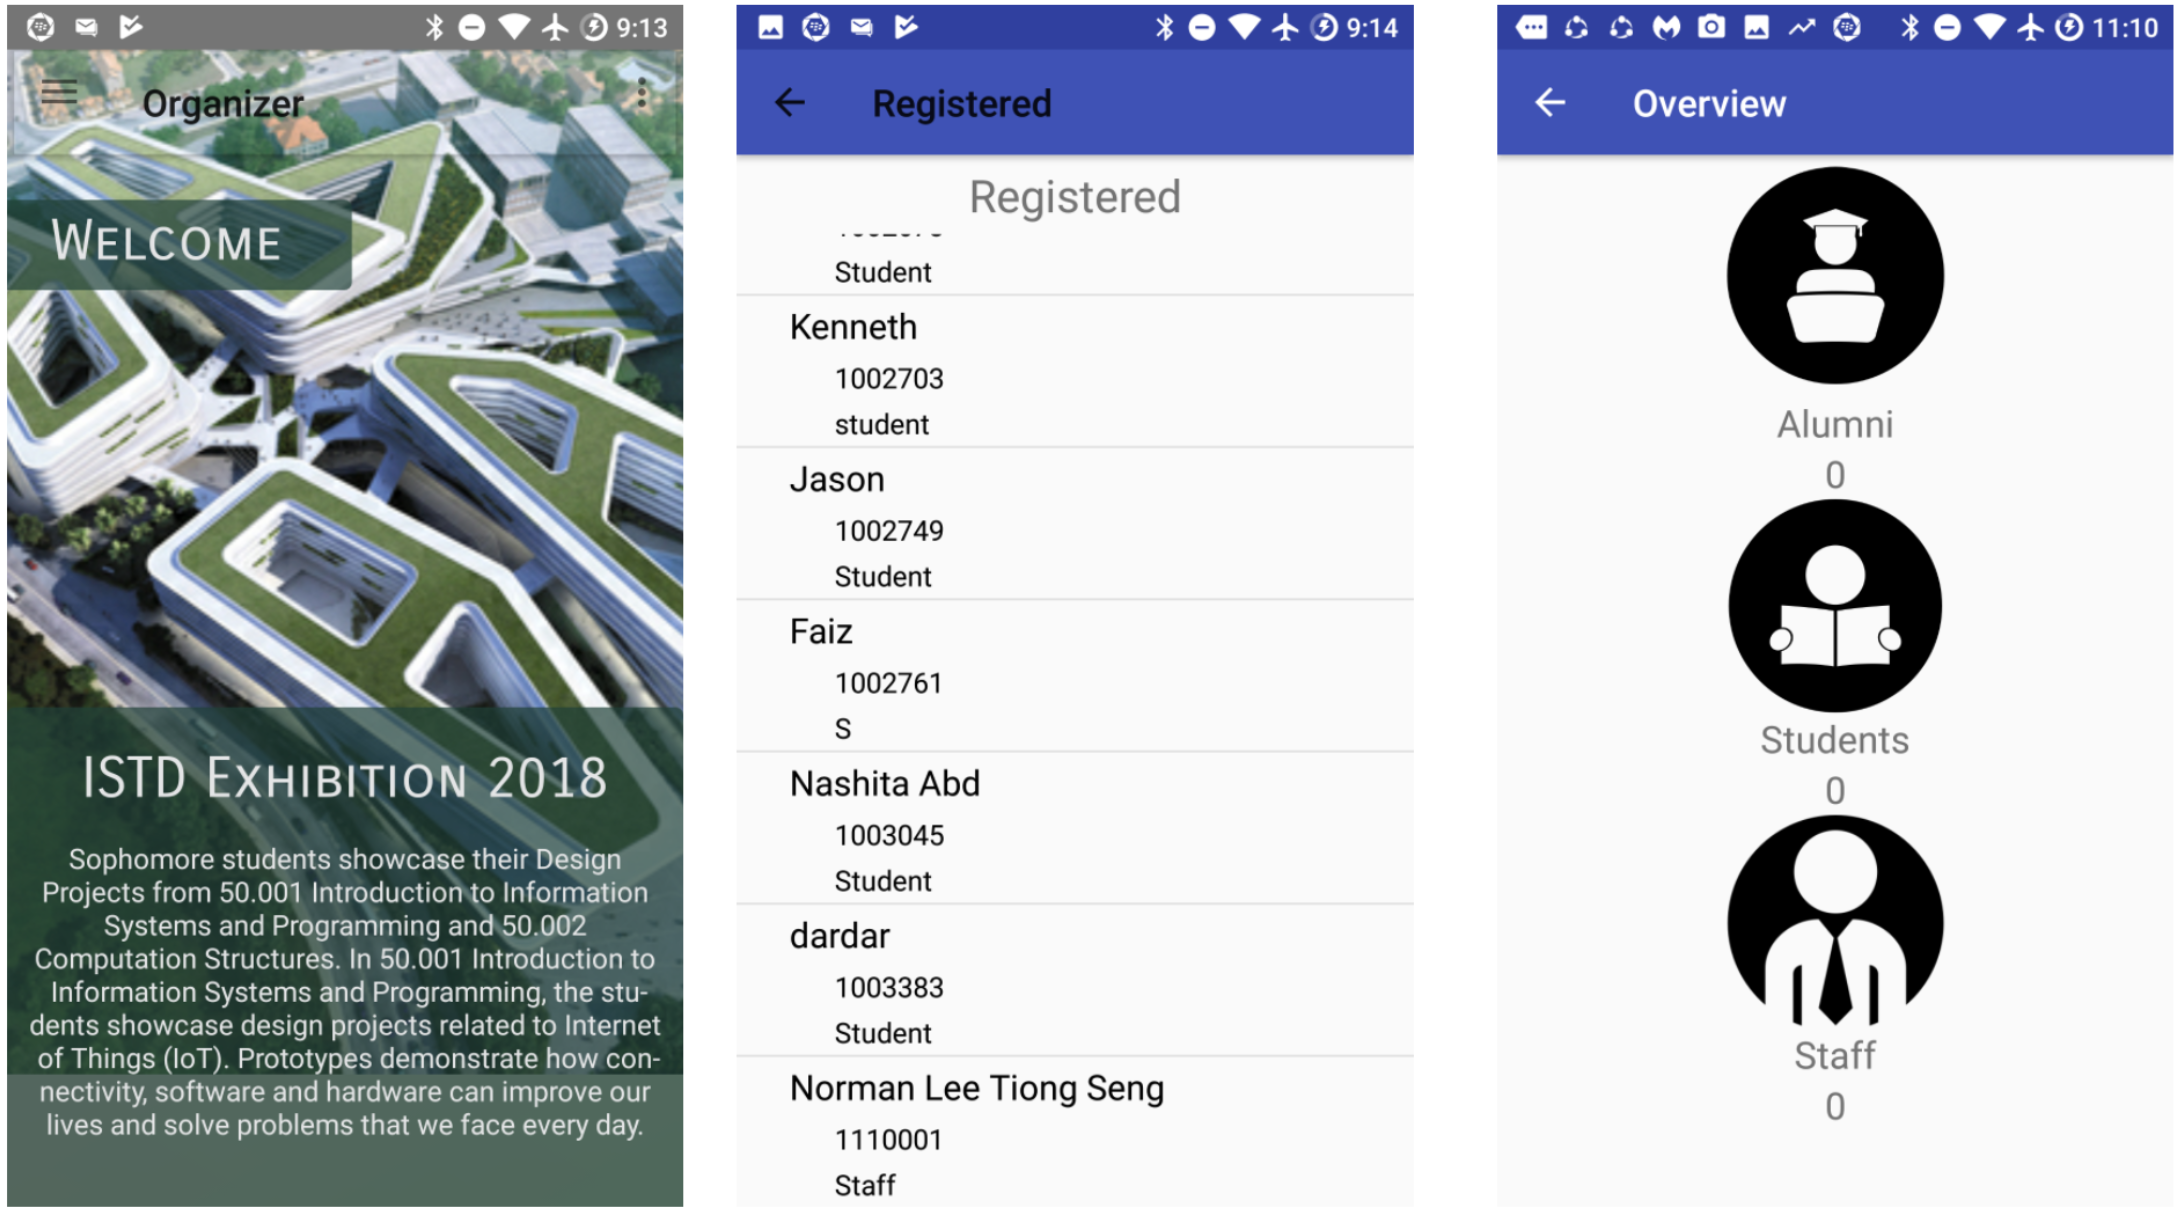 9:13
Organizer
WELCOME
ISTD EXHIBITION 2018
Sophomore students showcase their Design
Projects from 50.001 Introduction to Information
Systems and Programming and 50.002
Computation Structures. In 50.001 Introduction to
Information Systems and Programming, the stu-
dents showcase design projects related to Internet
of Things (IoT). Prototypes demonstrate how con-
nectivity, software and hardware can improve our
lives and solve problems that we face every day.
9:14
Registered
Registered
Student
Kenneth
1002703
student
Jason
1002749
Student
Faiz
1002761
S
Nashita Abd
1003045
Student
dardar
1003383
Student
Norman Lee Tiong Seng
1110001
Staff
11:10
Overview
Alumni
0
Students
0
Staff
0